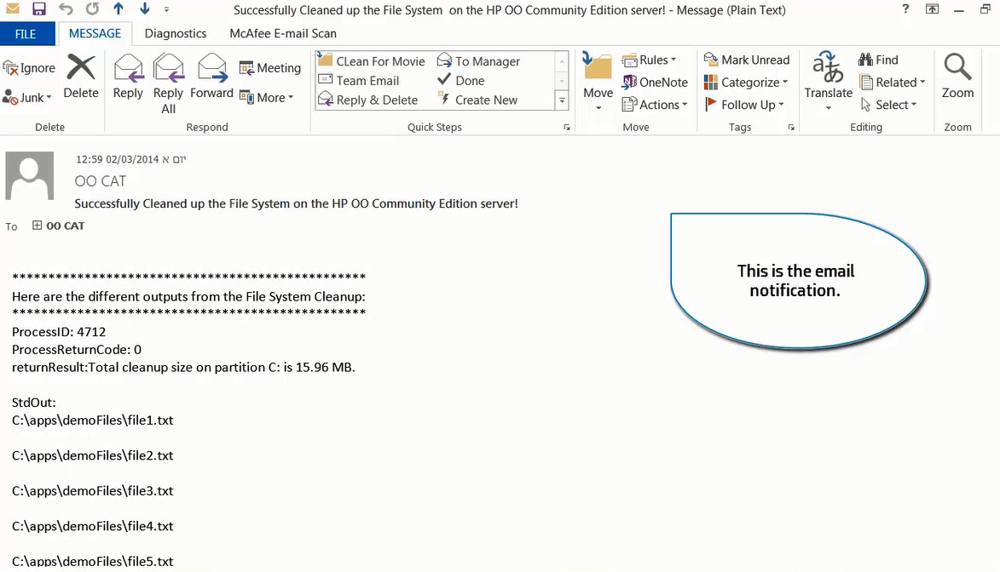 Successfully Cleaned up the File System on the HP OO Community Edition server! - Message (Plain Text)
?
FILE
MESSAGE
Diagnostics
McAfee E-mail Scan
Ignore
Junk
Delete
Delete
Reply
Reply All
Forward
Meeting
More
Respond
CLean For Movie
To Manager
Team Email
Done
Reply & Delete
Create New
Quick Steps
Move
Rules
OneNote
Actions
Move
Mark Unread
Categorize
Follow Up
Tags
Translate
Find
Related
Select
Editing
Zoom
Zoom
יום א 02/03/2014 12:59
OO CAT
Successfully Cleaned up the File System on the HP OO Community Edition server!
To OO CAT
*************************************************
Here are the different outputs from the File System Cleanup:
*************************************************
ProcessID: 4712
ProcessReturnCode: 0
returnResult:Total cleanup size on partition C: is 15.96 MB.
StdOut:
C:\apps\demoFiles\file1.txt
C:\apps\demoFiles\file2.txt
C:\apps\demoFiles\file3.txt
C:\apps\demoFiles\file4.txt
C:\apps\demoFiles\file5.txt
This is the email
notification.